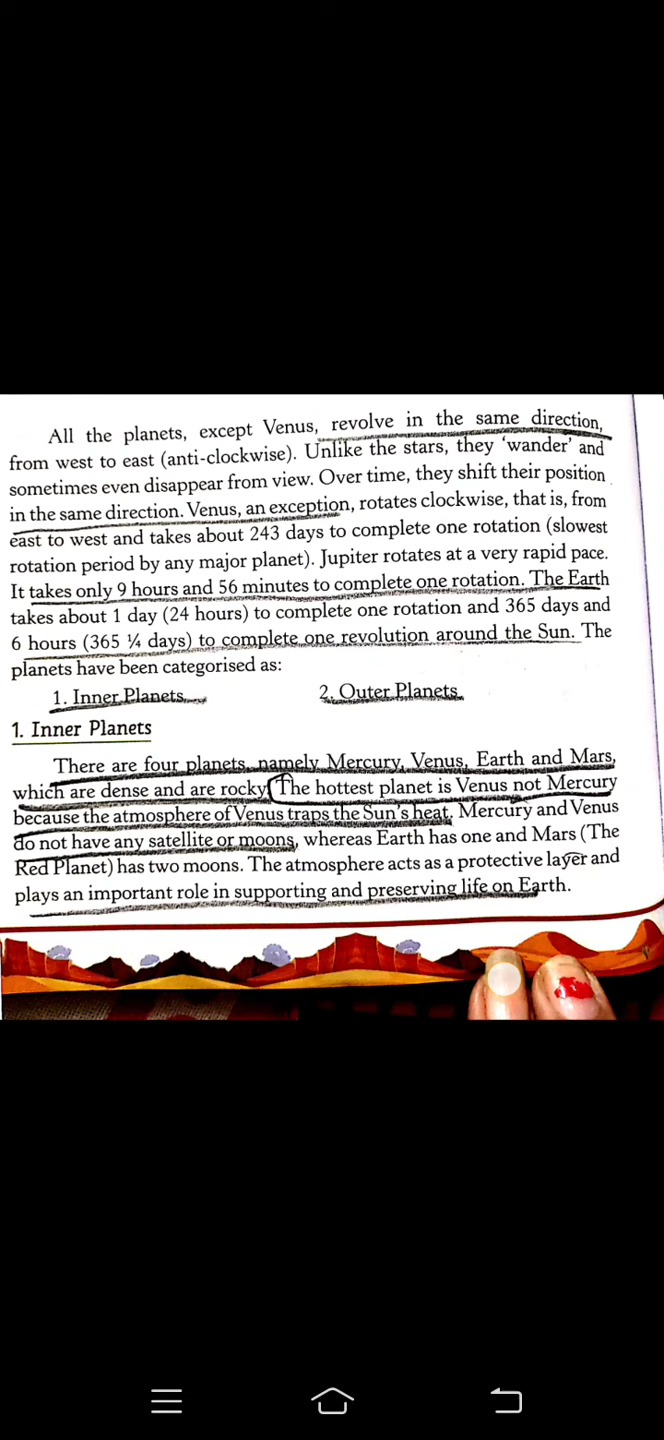 All the planets, except Venus, revolve in the same direction,
from west to east (anti-clockwise). Unlike the stars, they ‘wander’ and
sometimes even disappear from view. Over time, they shift their position
in the same direction. Venus, an exception, rotates clockwise, that is, from
east to west and takes about 243 days to complete one rotation (slowest
rotation period by any major planet). Jupiter rotates at a very rapid pace.
It takes only 9 hours and 56 minutes to complete one rotation. The Earth
takes about 1 day (24 hours) to complete one rotation and 365 days and
6 hours (365 ¼ days) to complete one revolution around the Sun. The
planets have been categorised as:
1. Inner Planets 2. Outer Planets
1. Inner Planets
There are four planets, namely Mercury, Venus, Earth and Mars,
which are dense and are rocky. The hottest planet is Venus not Mercury
because the atmosphere of Venus traps the Sun’s heat. Mercury and Venus
do not have any satellite or moons, whereas Earth has one and Mars (The
Red Planet) has two moons. The atmosphere acts as a protective layer and
plays an important role in supporting and preserving life on Earth.